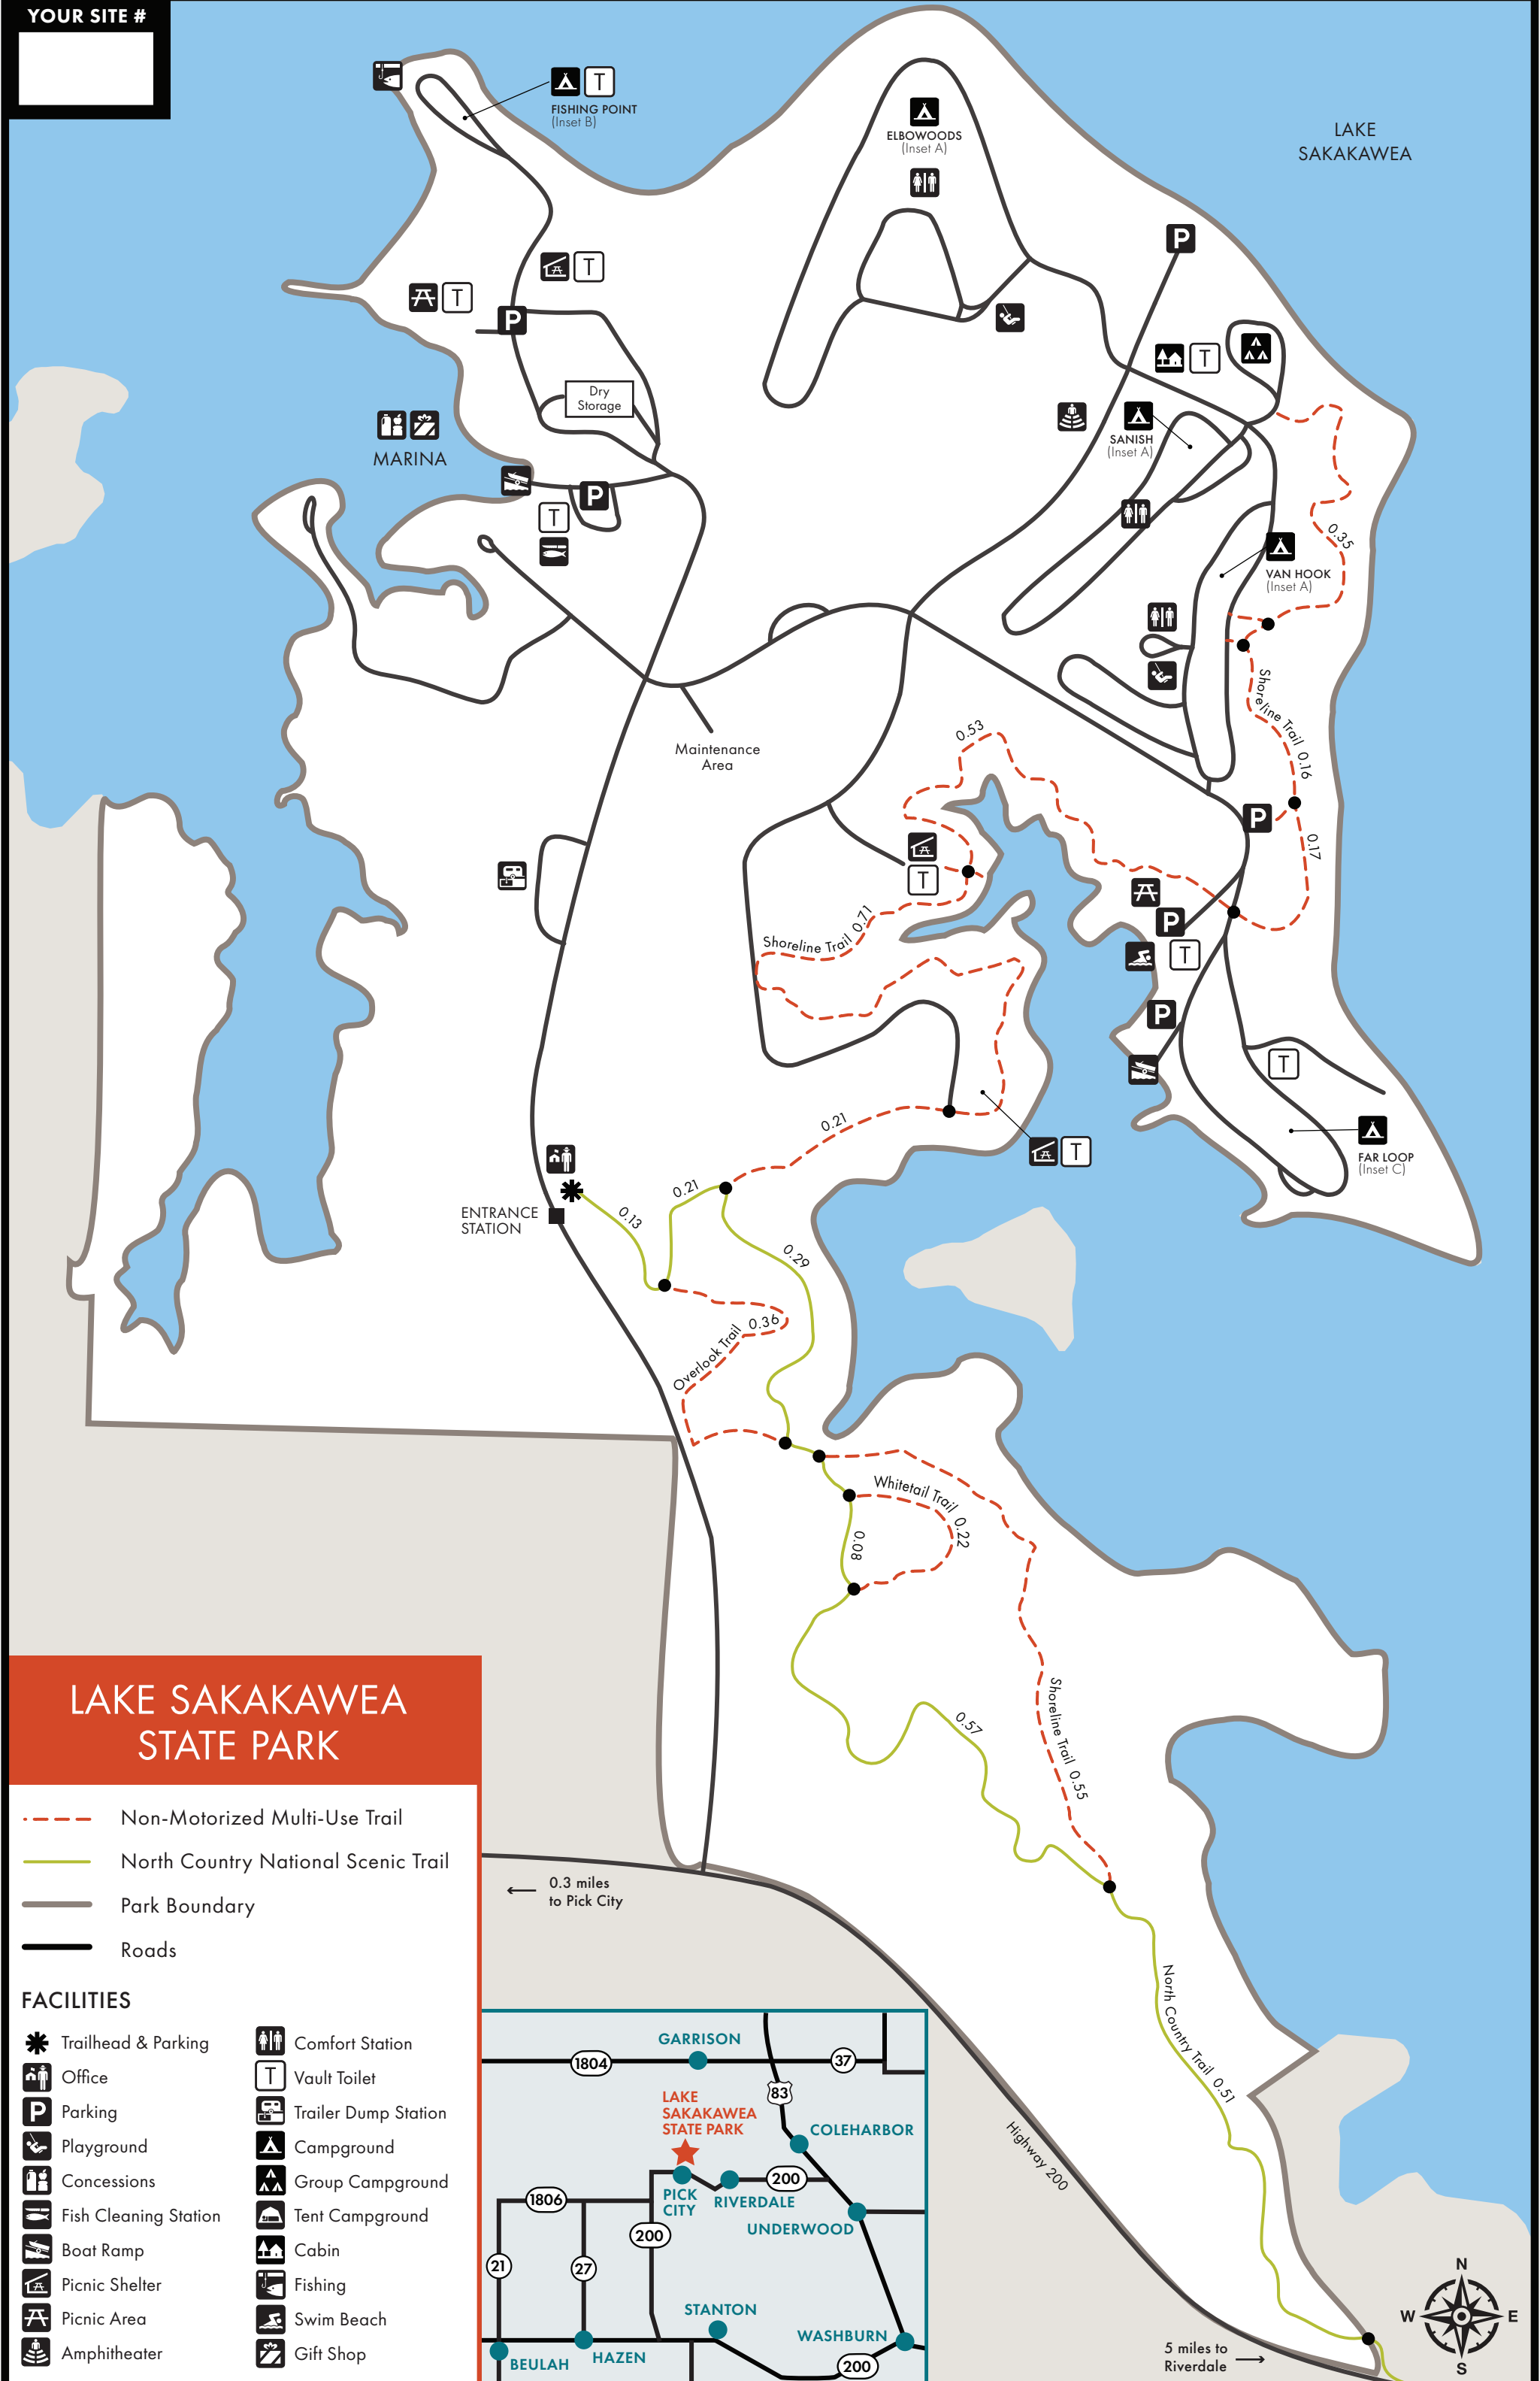 YOUR SITE #
T
FISHING POINT
(Inset B)
ELBOWOODS
(Inset A)
LAKE
SAKAKAWEA
P
T
T
P
T
Dry
Storage
MARINA
SANISH
(Inset A)
P
T
0.35
VAN HOOK
(Inset A)
Shoreline Trail 0.16
Maintenance
Area
0.53
P
0.17
T
Shoreline Trail 0.71
P
T
P
T
0.21
T
FAR LOOP
(Inset C)
ENTRANCE
STATION
0.13
0.21
0.29
Overlook Trail 0.36
Whitetail Trail 0.22
0.08
Shoreline Trail 0.55
0.57
North Country Trail 0.51
Highway 200
0.3 miles
to Pick City
5 miles to
Riverdale
N
W
E
S
LAKE SAKAKAWEA
STATE PARK
Non-Motorized Multi-Use Trail
North Country National Scenic Trail
Park Boundary
Roads
FACILITIES
Trailhead & Parking
Office
P Parking
Playground
Concessions
Fish Cleaning Station
Boat Ramp
Picnic Shelter
Picnic Area
Amphitheater
Comfort Station
T Vault Toilet
Trailer Dump Station
Campground
Group Campground
Tent Campground
Cabin
Fishing
Swim Beach
Gift Shop
GARRISON
1804
37
83
LAKE
SAKAKAWEA
STATE PARK
COLEHARBOR
200
PICK
CITY
RIVERDALE
1806
UNDERWOOD
200
21
27
STANTON
WASHBURN
BEULAH
HAZEN
200